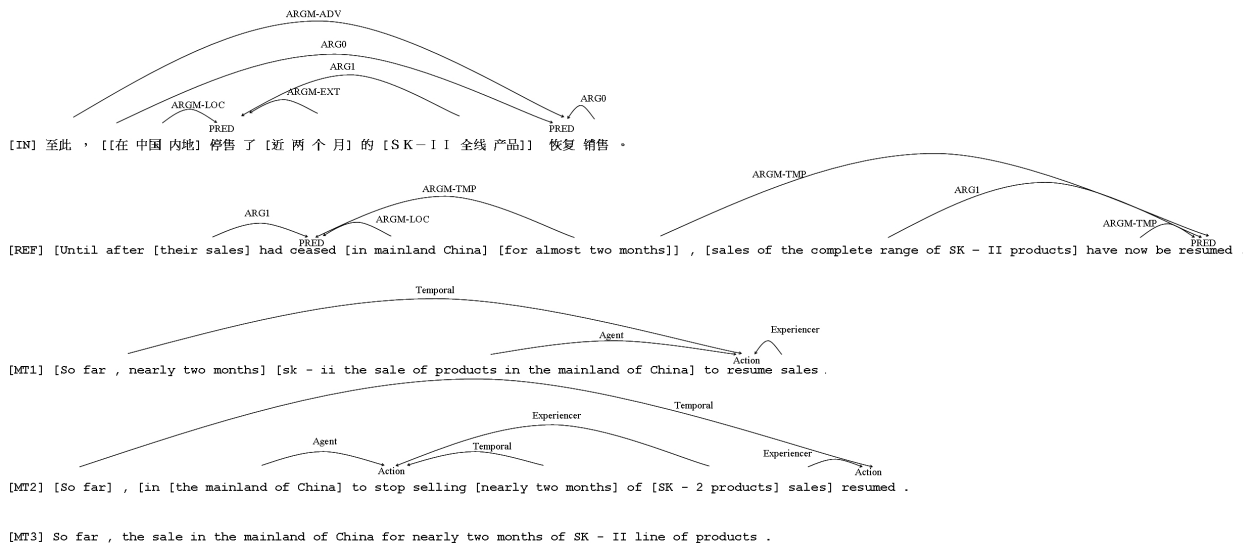 ARGM-ADV
ARG0
ARG1
ARGM-LOC ARGM-EXT ARG0
PRED PRED
[IN] 至此 , [[在 中国 内地] 停售 了 [近 两 个 月] 的 [SK-II 全线 产品]] 恢复 销售 。
ARGM-TMP ARGM-TMP
ARG1 ARGM-LOC ARG1 ARGM-TMP
PRED PRED
[REF] [Until after [their sales] had ceased [in mainland China] [for almost two months]] , [sales of the complete range of SK - II products] have now be resumed .
Temporal
Agent Experiencer
Action
[MT1] [So far , nearly two months] [sk - ii the sale of products in the mainland of China] to resume sales .
Temporal
Experiencer
Agent Temporal Experiencer
Action Action
[MT2] [So far] , [in [the mainland of China] to stop selling [nearly two months] of [SK - 2 products] sales] resumed .
[MT3] So far , the sale in the mainland of China for nearly two months of SK - II line of products .